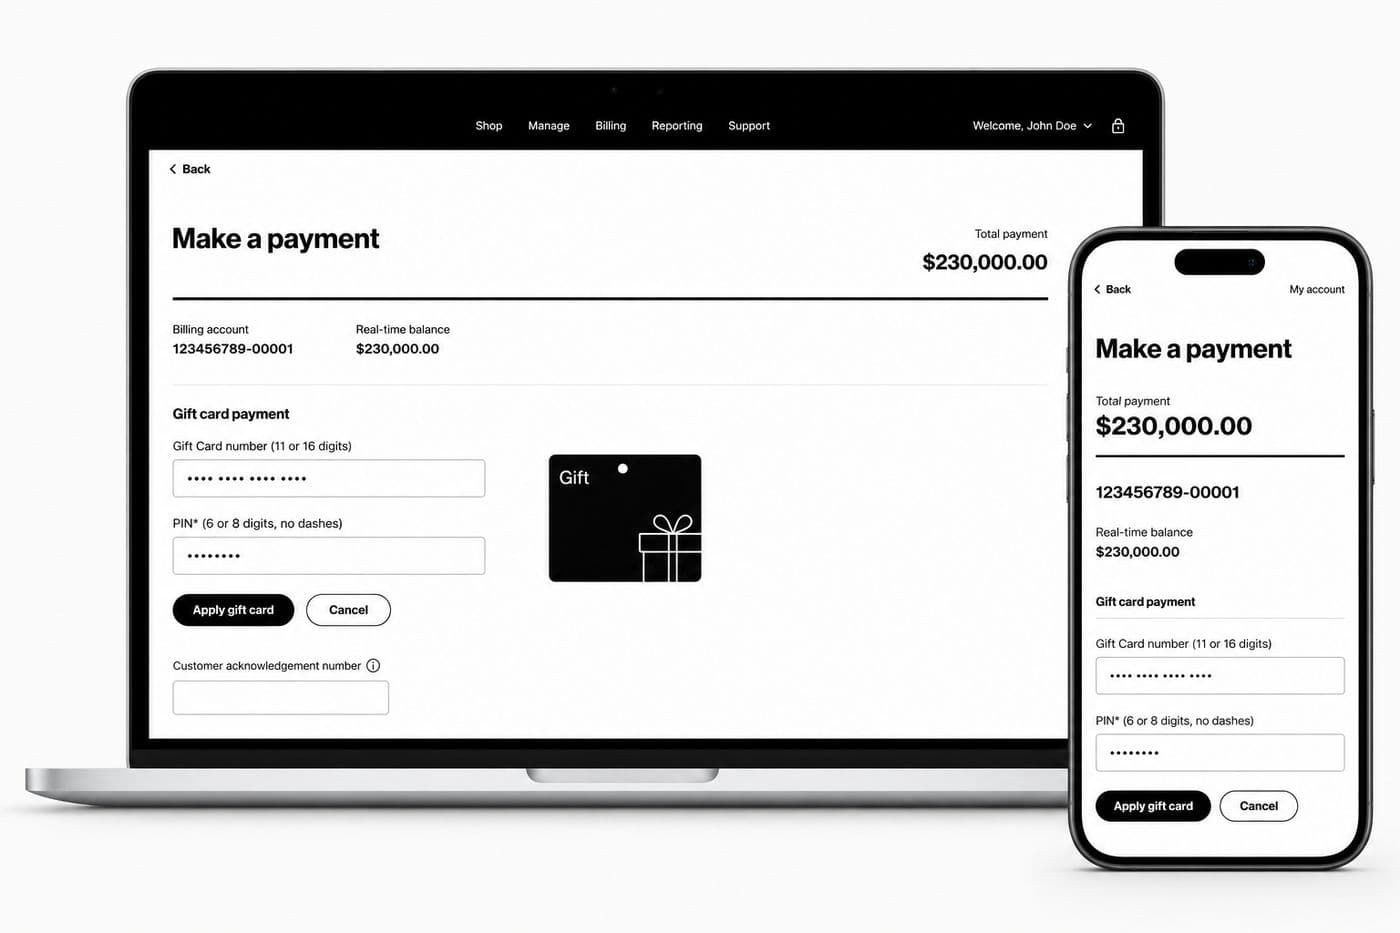 Shop Manage Billing Reporting Support Welcome, John Doe
Back
Make a payment
Total payment
$230,000.00
Billing account
123456789-00001
Real-time balance
$230,000.00
Gift card payment
Gift Card number (11 or 16 digits)
•••• •••• •••• ••••
PIN* (6 or 8 digits, no dashes)
••••••••
Apply gift card
Cancel
Customer acknowledgement number
Gift
Back
My account
Make a payment
Total payment
$230,000.00
123456789-00001
Real-time balance
$230,000.00
Gift card payment
Gift Card number (11 or 16 digits)
•••• •••• •••• ••••
PIN* (6 or 8 digits, no dashes)
••••••••
Apply gift card
Cancel